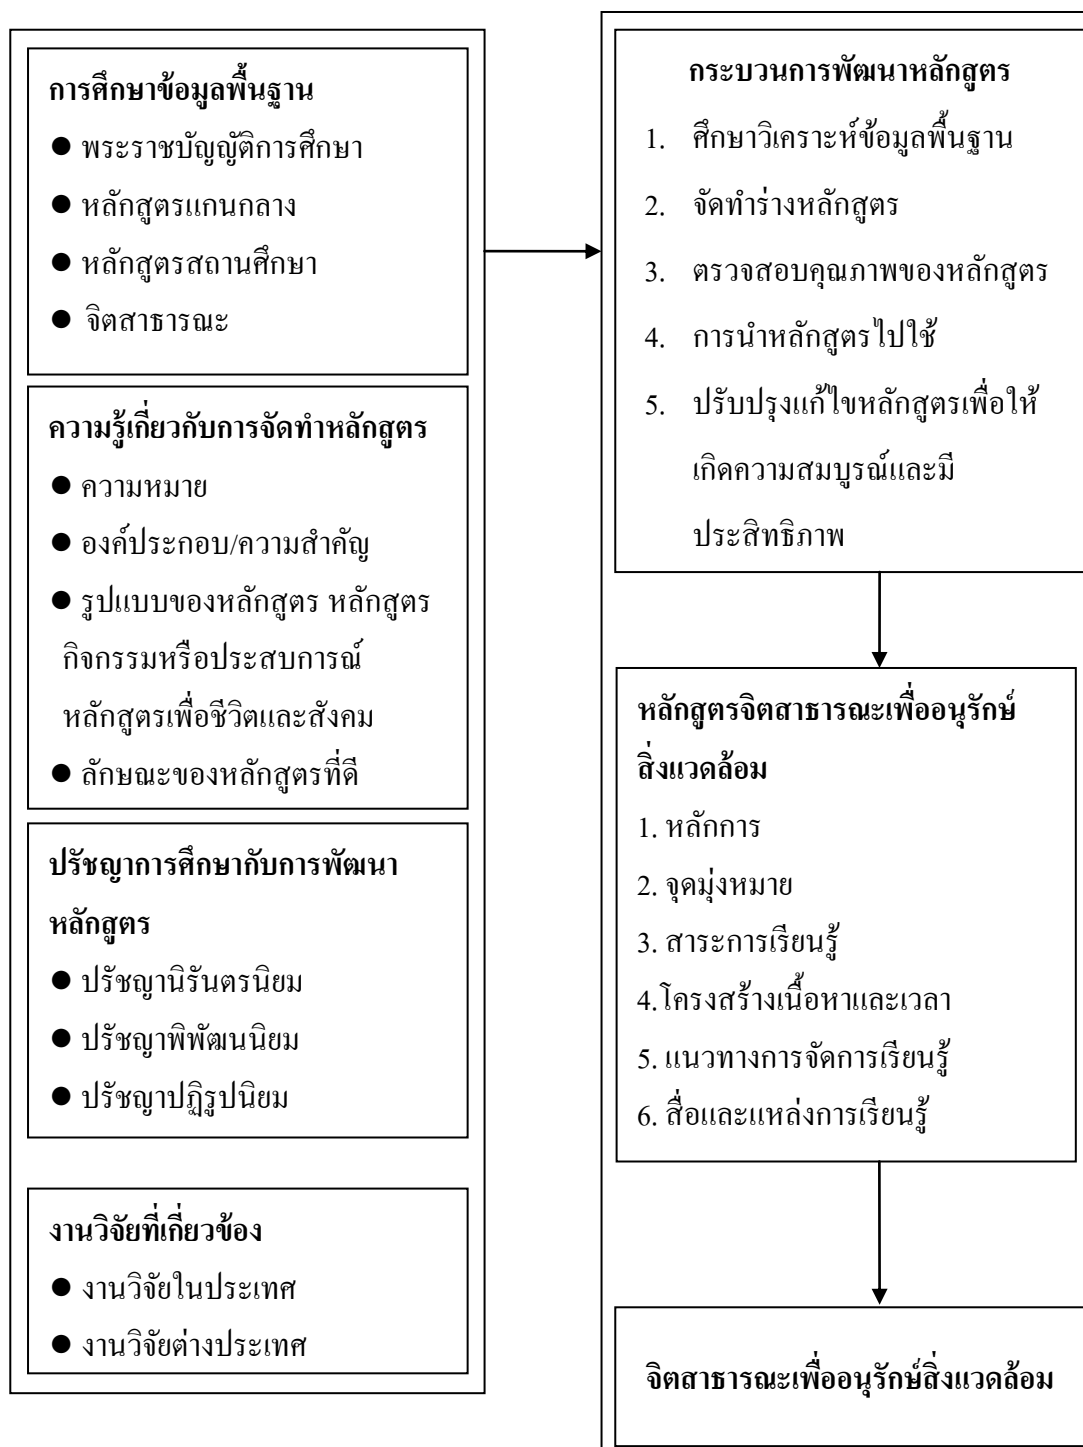 การศึกษาข้อมูลพื้นฐาน
● พระราชบัญญัติการศึกษา
● หลักสูตรแกนกลาง
● หลักสูตรสถานศึกษา
● จิตสาธารณะ
ความรู้เกี่ยวกับการจัดทำหลักสูตร
● ความหมาย
● องค์ประกอบ/ความสำคัญ
● รูปแบบของหลักสูตร หลักสูตร
กิจกรรมหรือประสบการณ์
หลักสูตรเพื่อชีวิตและสังคม
● ลักษณะของหลักสูตรที่ดี
ปรัชญาการศึกษากับการพัฒนา
หลักสูตร
● ปรัชญานิรันตรนิยม
● ปรัชญาพิพัฒนนิยม
● ปรัชญาปฏิรูปนิยม
งานวิจัยที่เกี่ยวข้อง
● งานวิจัยในประเทศ
● งานวิจัยต่างประเทศ
กระบวนการพัฒนาหลักสูตร
1. ศึกษาวิเคราะห์ข้อมูลพื้นฐาน
2. จัดทำร่างหลักสูตร
3. ตรวจสอบคุณภาพของหลักสูตร
4. การนำหลักสูตรไปใช้
5. ปรับปรุงแก้ไขหลักสูตรเพื่อให้
เกิดความสมบูรณ์และมี
ประสิทธิภาพ
หลักสูตรจิตสาธารณะเพื่ออนุรักษ์
สิ่งแวดล้อม
1. หลักการ
2. จุดมุ่งหมาย
3. สาระการเรียนรู้
4.โครงสร้างเนื้อหาและเวลา
5. แนวทางการจัดการเรียนรู้
6. สื่อและแหล่งการเรียนรู้
จิตสาธารณะเพื่ออนุรักษ์สิ่งแวดล้อม